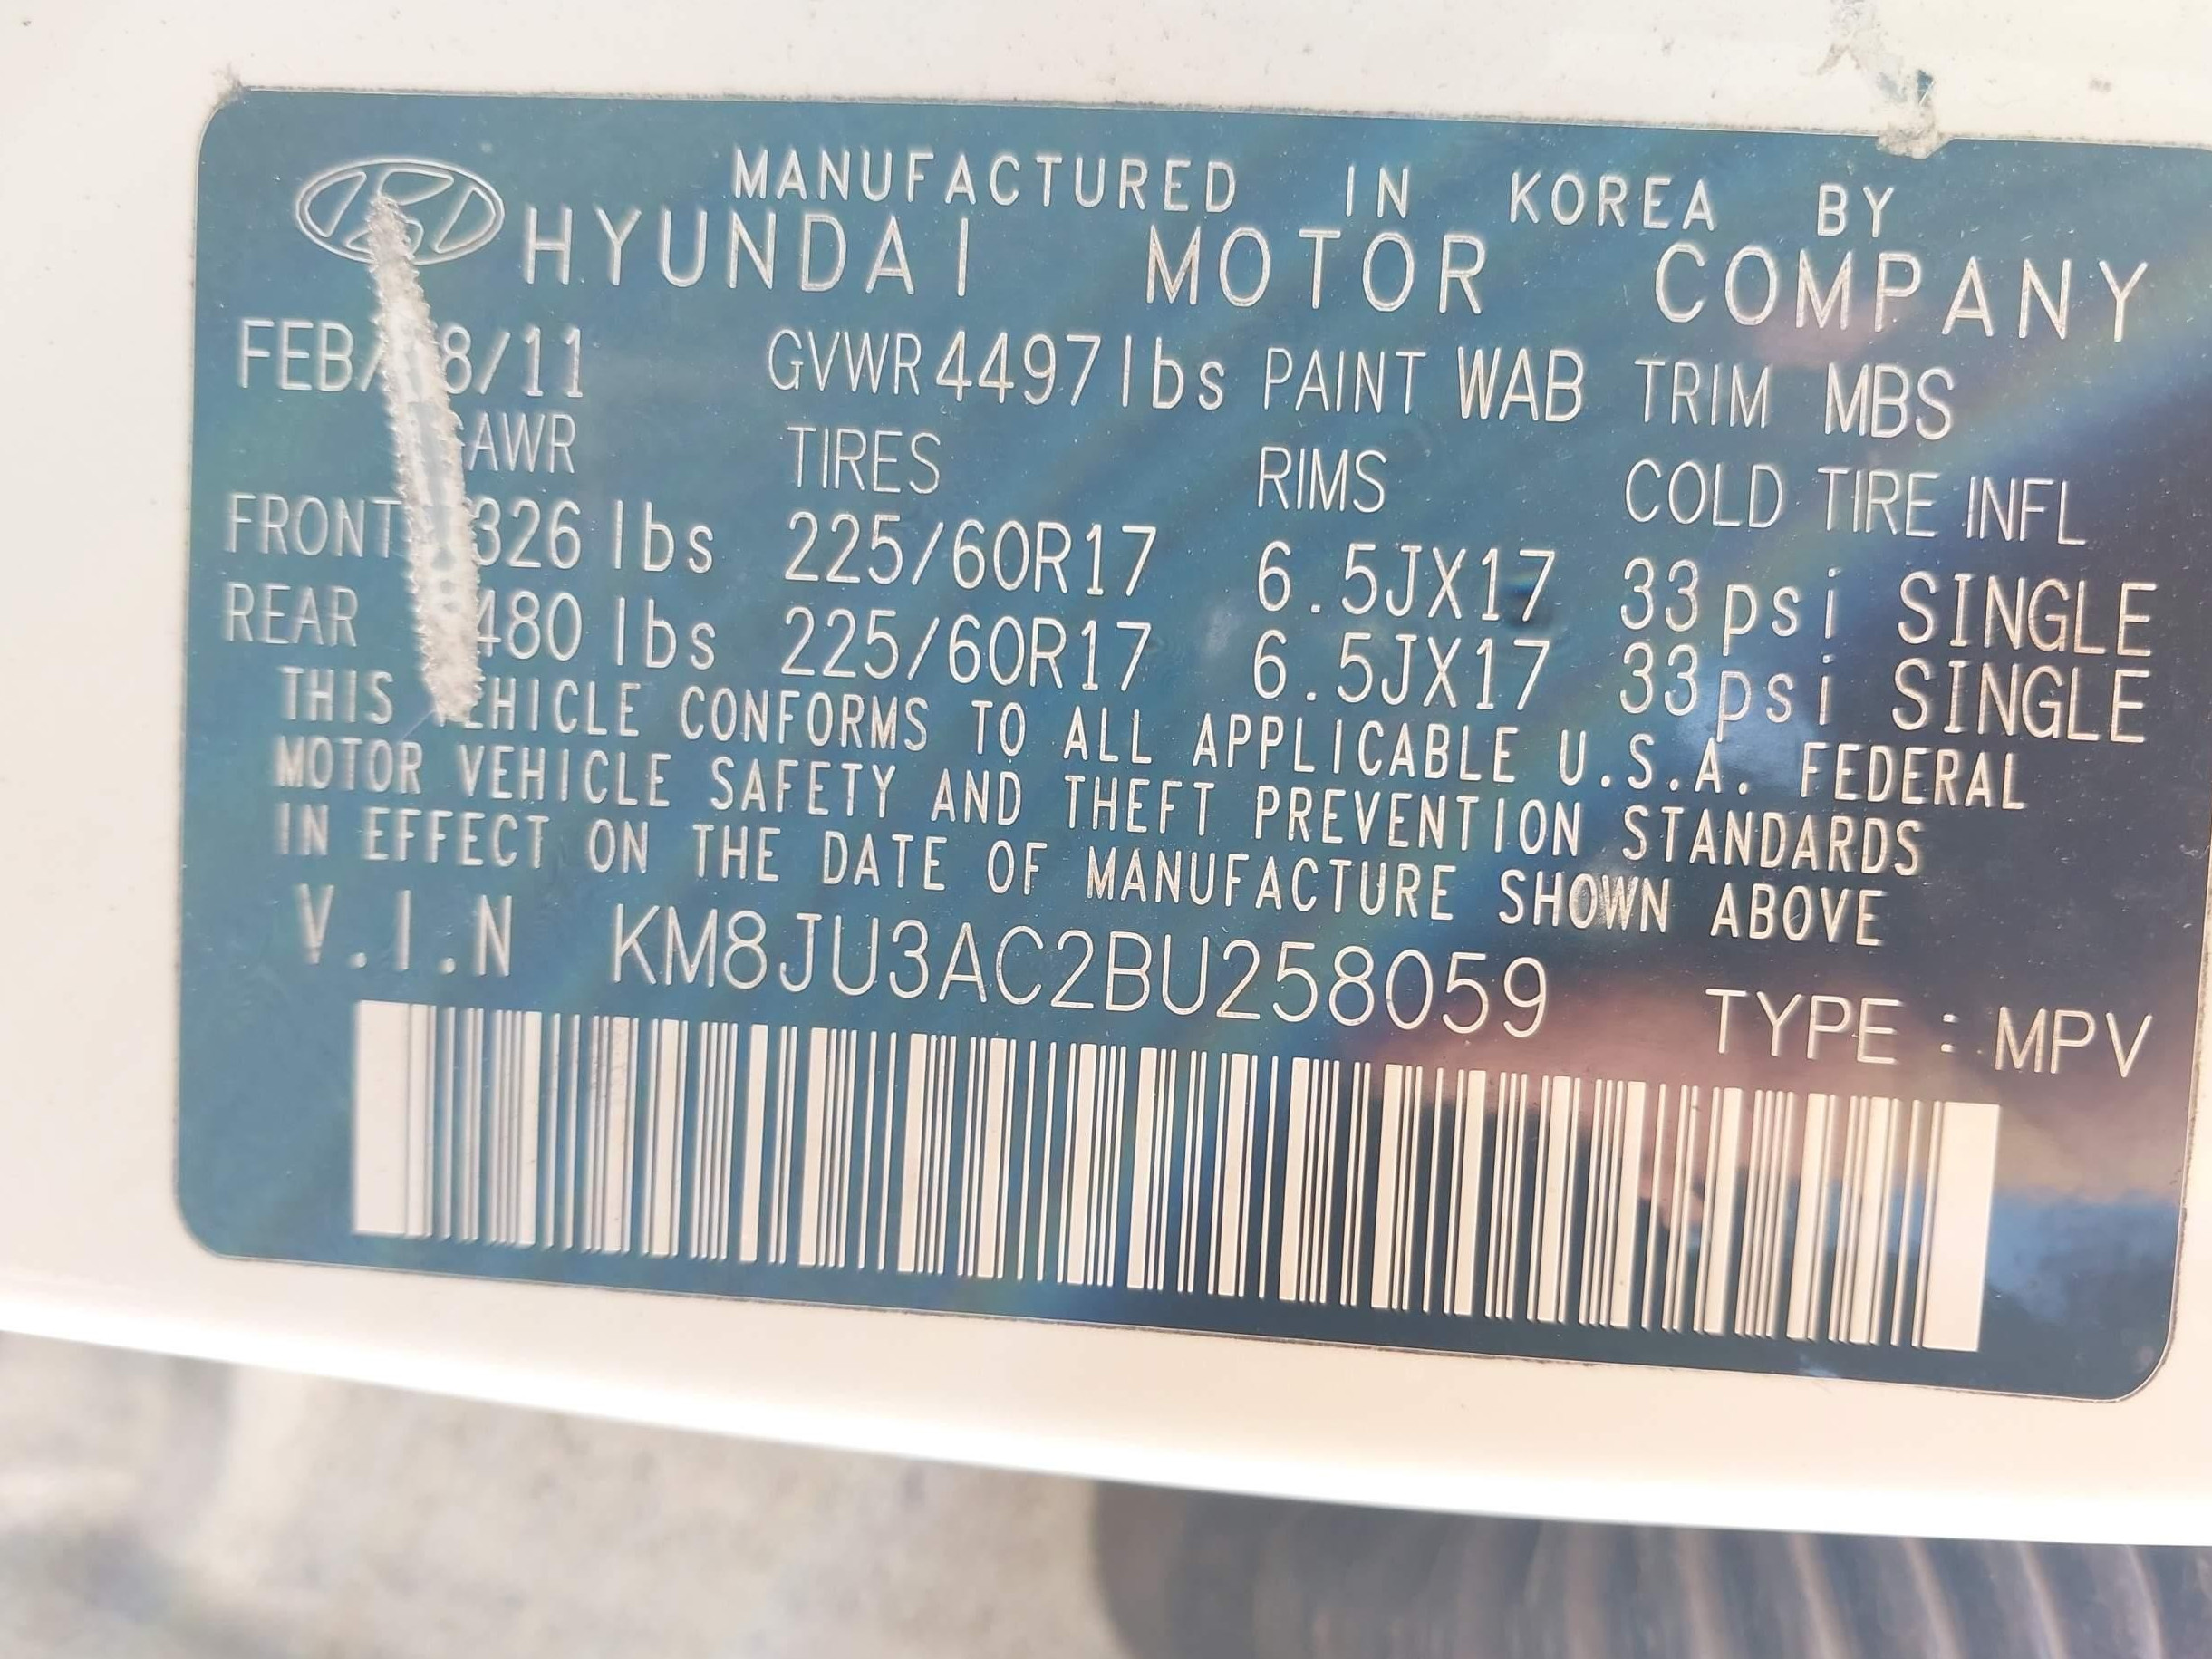 MANUFACTURED IN KOREA BY
HYUNDAI MOTOR COMPANY
GVWR 4497 lbs PAINT WAB TRIM MBS
TIRES RIMS COLD TIRE INFL
FRONT lbs 225/60R17 6.5JX17 33psi SINGLE
REAR lbs 225/60R17 6.5JX17 33psi SINGLE
THIS VEHICLE CONFORMS TO ALL APPLICABLE U.S.A. FEDERAL
MOTOR VEHICLE SAFETY AND THEFT PREVENTION STANDARDS
IN EFFECT ON THE DATE OF MANUFACTURE SHOWN ABOVE
V.I.N KM8JU3AC2BU258059
TYPE : MPV